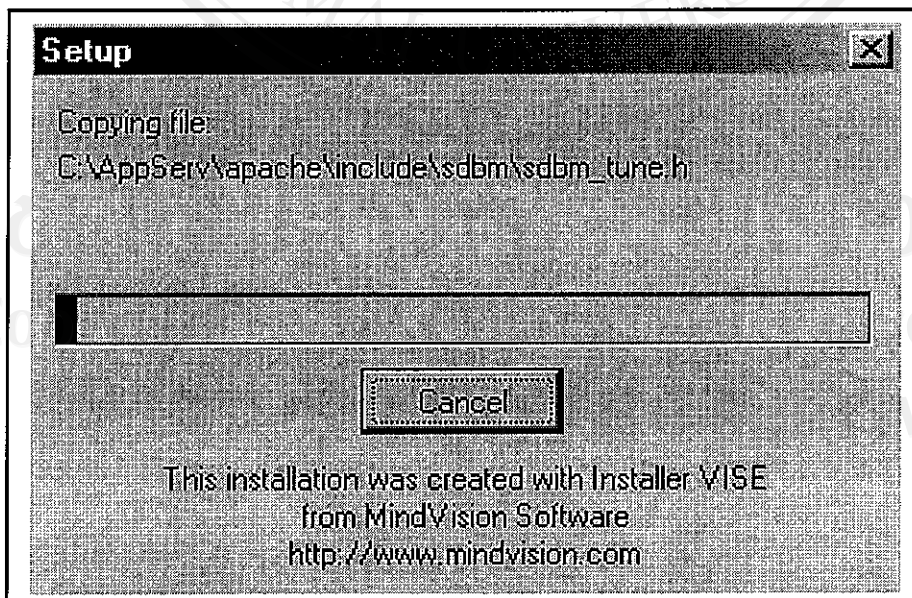 Setup
Copying file:
C:\AppServ\apache\include\sdbm\sdbm_tune.h
Cancel
This installation was created with Installer VISE
from MindVision Software
http://www.mindvision.com